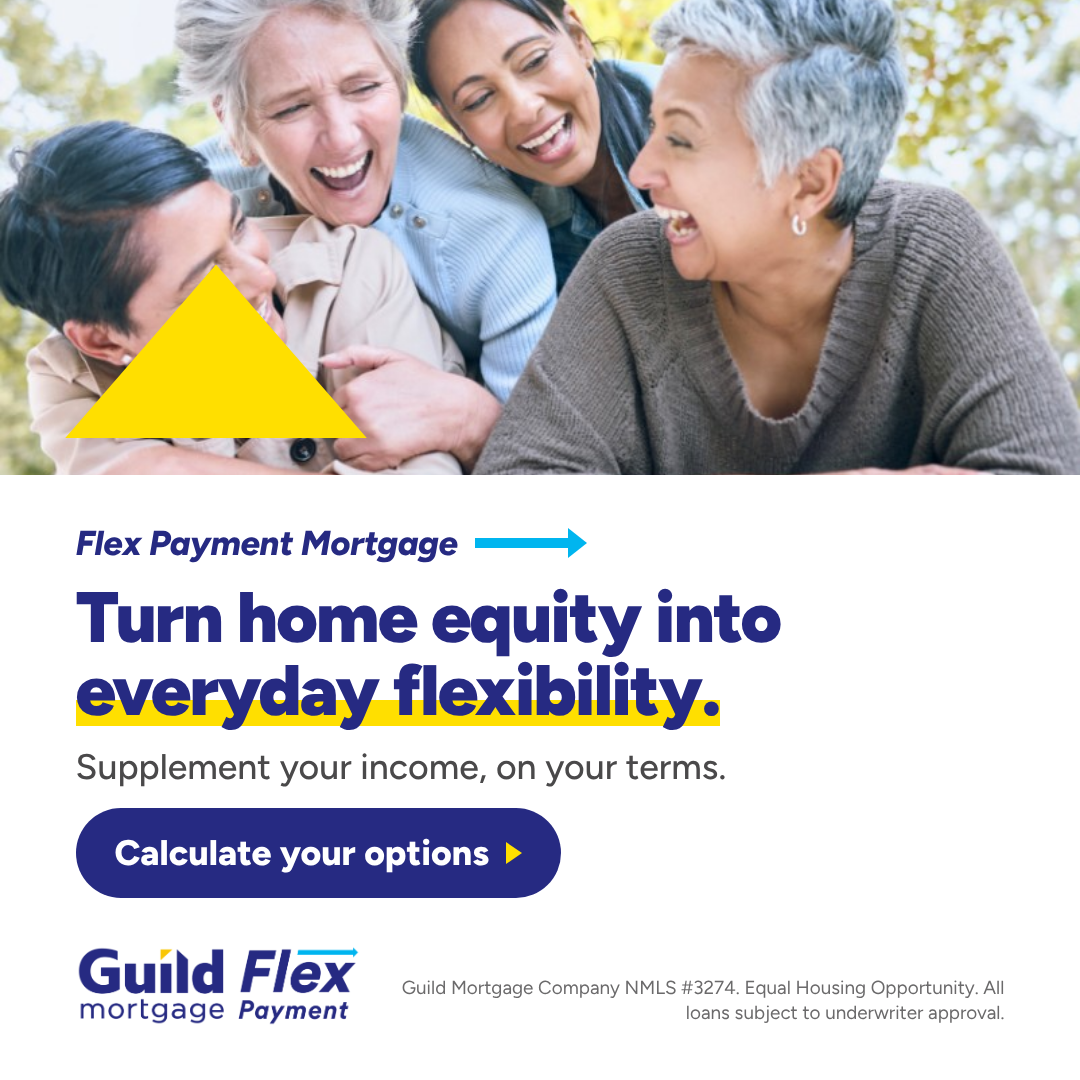 Flex Payment Mortgage
Turn home equity into
everyday flexibility.
Supplement your income, on your terms.
Calculate your options
Guild Flex
mortgage Payment
Guild Mortgage Company NMLS #3274. Equal Housing Opportunity. All
loans subject to underwriter approval.